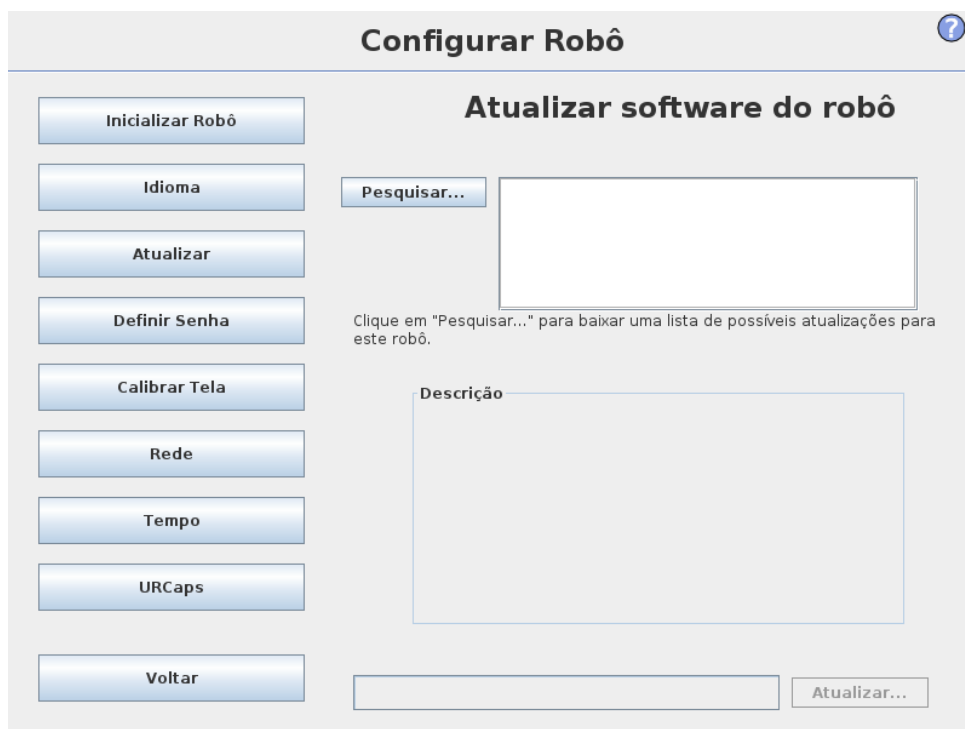 Configurar Robô
?
Inicializar Robô
Idioma
Atualizar
Definir Senha
Calibrar Tela
Rede
Tempo
URCaps
Voltar
Atualizar software do robô
Pesquisar...
Clique em "Pesquisar..." para baixar uma lista de possíveis atualizações para
este robô.
Descrição
Atualizar...